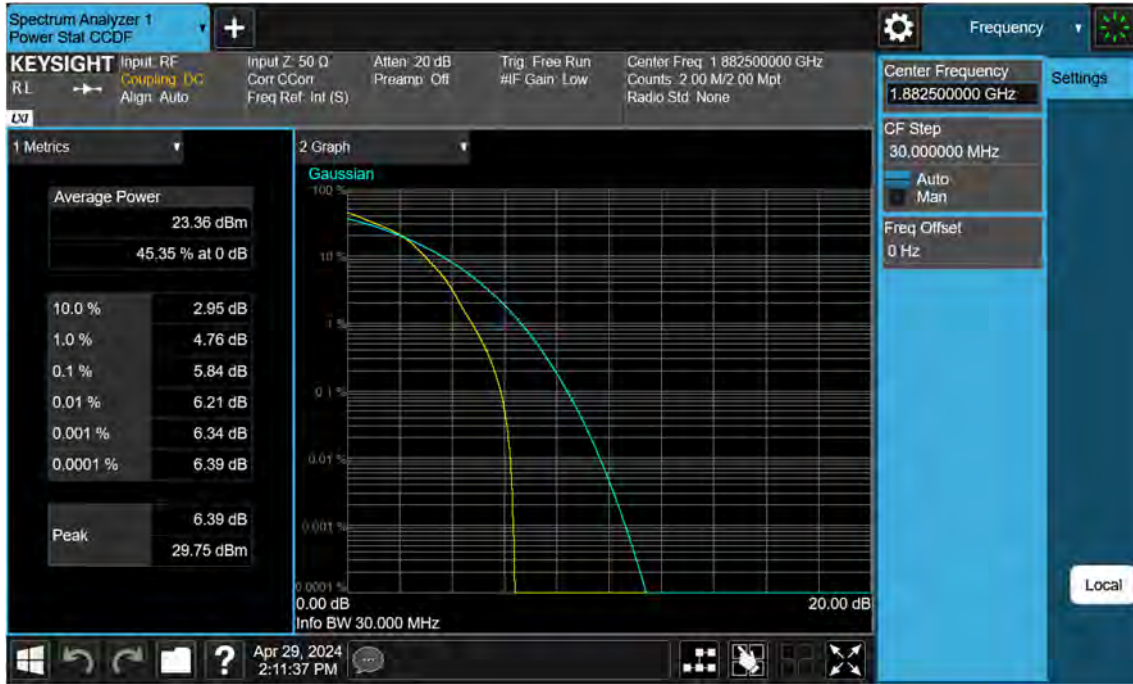 Spectrum Analyzer 1
Power Stat CCDF
+
Frequency
KEYSIGHT
R L
LXI
Input: RF
Coupling: DC
Align: Auto
Input Z: 50 Ω
Corr CCorr
Freq Ref: Int (S)
Atten: 20 dB
Preamp: Off
Trig: Free Run
#IF Gain: Low
Center Freq: 1.882500000 GHz
Counts: 2.00 M/2.00 Mpt
Radio Std: None
Center Frequency
1.882500000 GHz
Settings
CF Step
30.000000 MHz
Auto
Man
Freq Offset
0 Hz
1 Metrics
Average Power
23.36 dBm
45.35 % at 0 dB
10.0 % 2.95 dB
1.0 % 4.76 dB
0.1 % 5.84 dB
0.01 % 6.21 dB
0.001 % 6.34 dB
0.0001 % 6.39 dB
Peak
6.39 dB
29.75 dBm
2 Graph
Gaussian
100 %
10 %
1 %
0.1 %
0.01 %
0.001 %
0.0001 %
0.00 dB 20.00 dB
Info BW 30.000 MHz
Local
?
Apr 29, 2024
2:11:37 PM